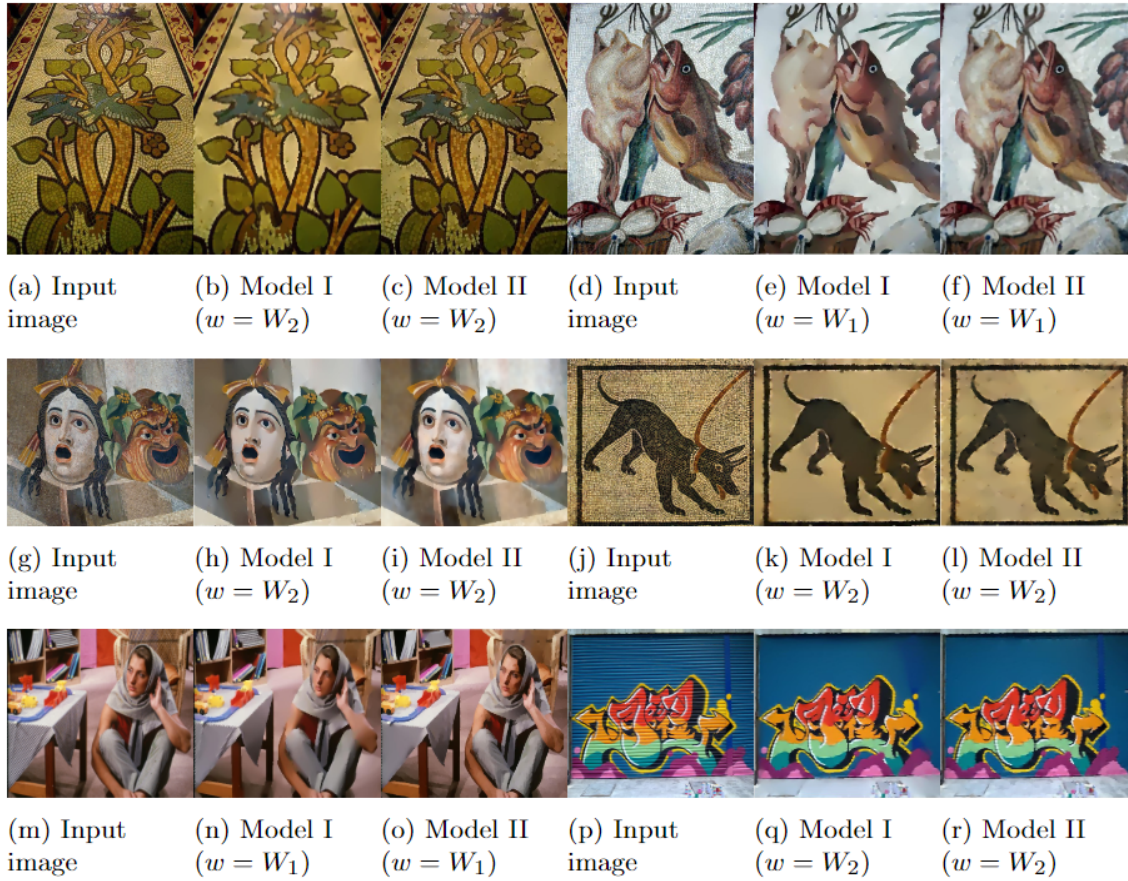 (a) Input (b) Model I (c) Model II (d) Input (e) Model I (f) Model II
image (w = W₂) (w = W₂) image (w = W₁) (w = W₁)
(g) Input (h) Model I (i) Model II (j) Input (k) Model I (l) Model II
image (w = W₂) (w = W₂) image (w = W₂) (w = W₂)
(m) Input (n) Model I (o) Model II (p) Input (q) Model I (r) Model II
image (w = W₁) (w = W₁) image (w = W₂) (w = W₂)